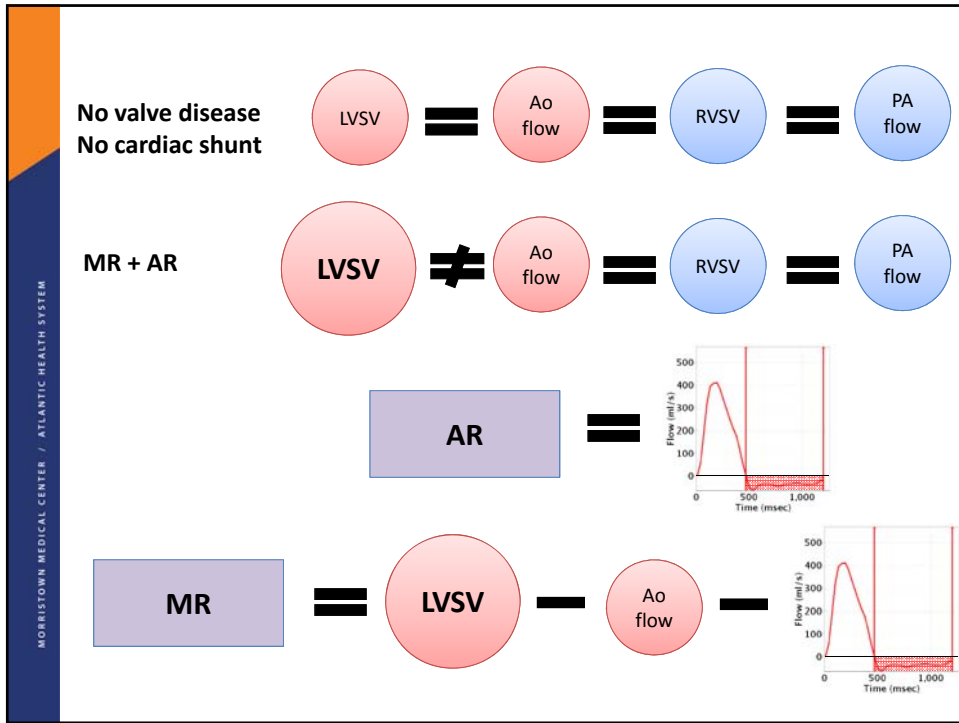 No valve disease
No cardiac shunt
LVSV
Ao
flow
RVSV
PA
flow
MR + AR
LVSV
Ao
flow
RVSV
PA
flow
AR
Flow (ml/s)
500
400
300
200
100
0
0
500
1,000
Time (msec)
MR
LVSV
Ao
flow
Flow (ml/s)
500
400
300
200
100
0
0
500
1,000
Time (msec)
MORRISTOWN MEDICAL CENTER / ATLANTIC HEALTH SYSTEM